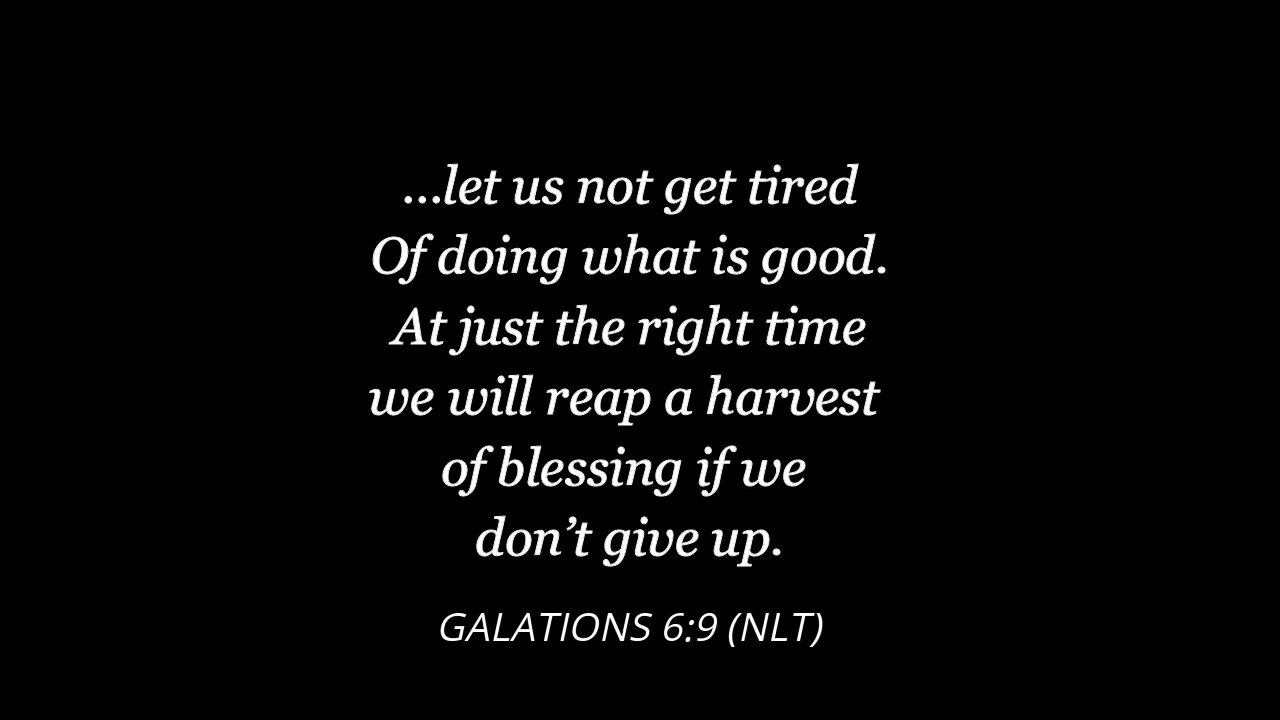 ...let us not get tired
Of doing what is good.
At just the right time
we will reap a harvest
of blessing if we
don’t give up.
GALATIONS 6:9 (NLT)